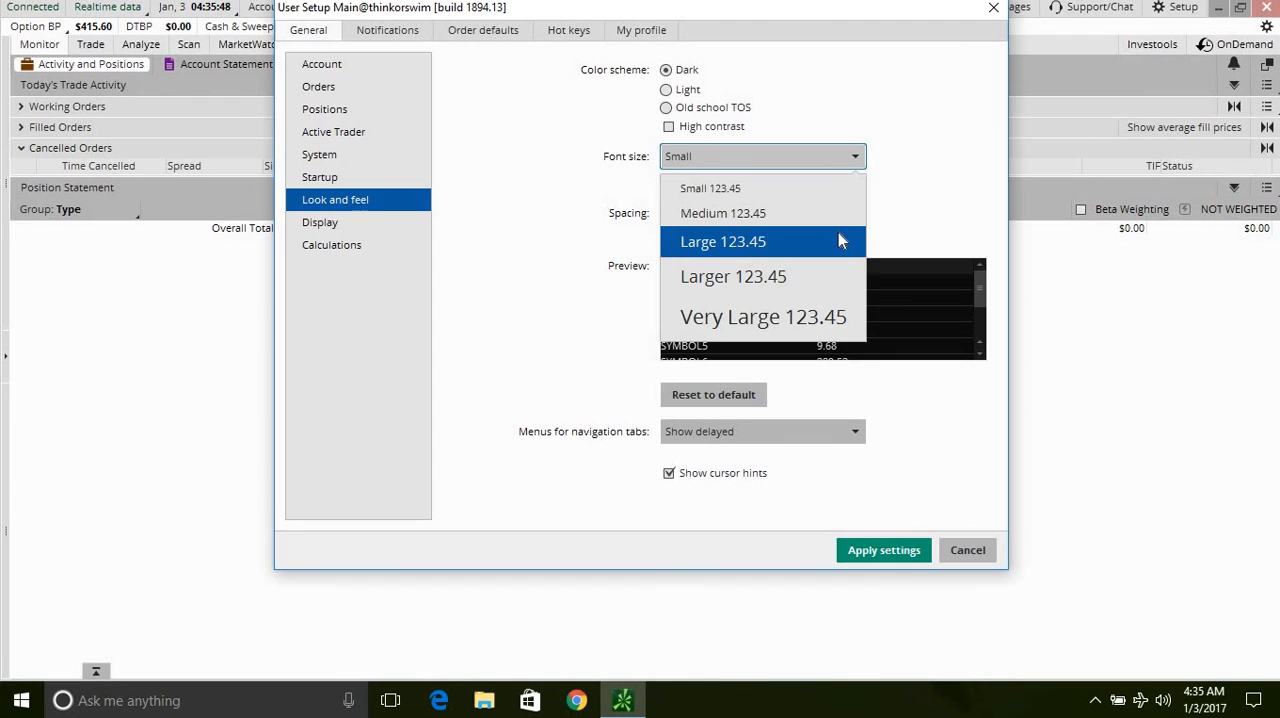 User Setup Main@thinkorswim [build 1894.13]
Connected Realtime data Jan, 3 04:35:48 Support/Chat Setup
Option BP $415.60 DTBP $0.00 Cash & Sweep
General Notifications Order defaults Hot keys My profile
Monitor Trade Analyze Scan MarketWatch Investools OnDemand
Activity and Positions Account Statement
Today's Trade Activity
Working Orders
Filled Orders Show average fill prices
Cancelled Orders
Time Cancelled Spread TIF Status
Position Statement
Group: Type Beta Weighting NOT WEIGHTED
Overall Total $0.00 $0.00
Account
Orders
Positions
Active Trader
System
Startup
Look and feel
Display
Calculations
Color scheme: Dark
Light
Old school TOS
High contrast
Font size: Small
Small 123.45
Medium 123.45
Spacing:
Large 123.45
Preview:
Larger 123.45
Very Large 123.45
SYMBOL5 9.68
Reset to default
Menus for navigation tabs: Show delayed
Show cursor hints
Apply settings Cancel
Ask me anything
4:35 AM
1/3/2017